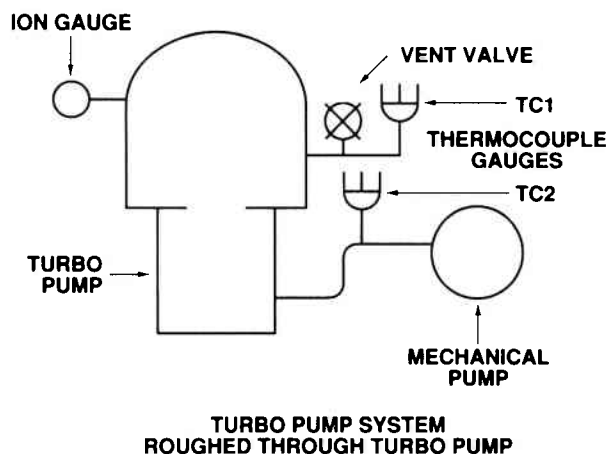 ION GAUGE
VENT VALVE
TC1
THERMOCOUPLE
GAUGES
TC2
TURBO
PUMP
MECHANICAL
PUMP
TURBO PUMP SYSTEM
ROUGHED THROUGH TURBO PUMP